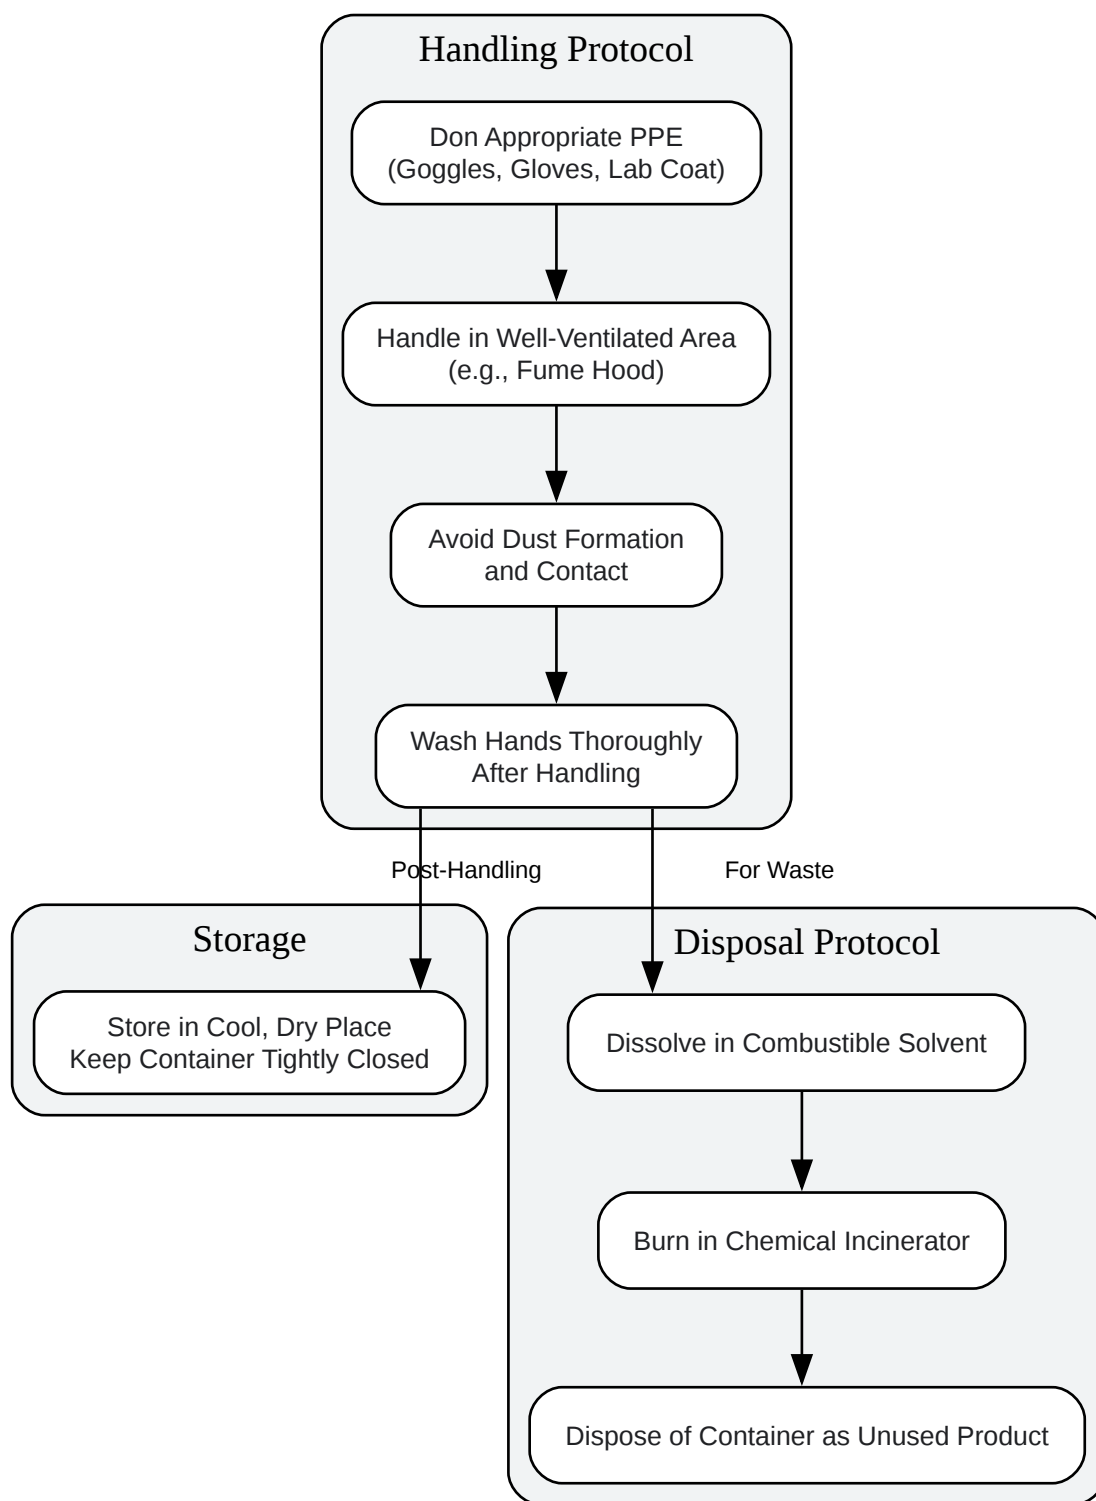 Handling Protocol
Don Appropriate PPE
(Goggles, Gloves, Lab Coat)
Handle in Well-Ventilated Area
(e.g., Fume Hood)
Avoid Dust Formation
and Contact
Wash Hands Thoroughly
After Handling
Post-Handling
For Waste
Storage
Store in Cool, Dry Place
Keep Container Tightly Closed
Disposal Protocol
Dissolve in Combustible Solvent
Burn in Chemical Incinerator
Dispose of Container as Unused Product